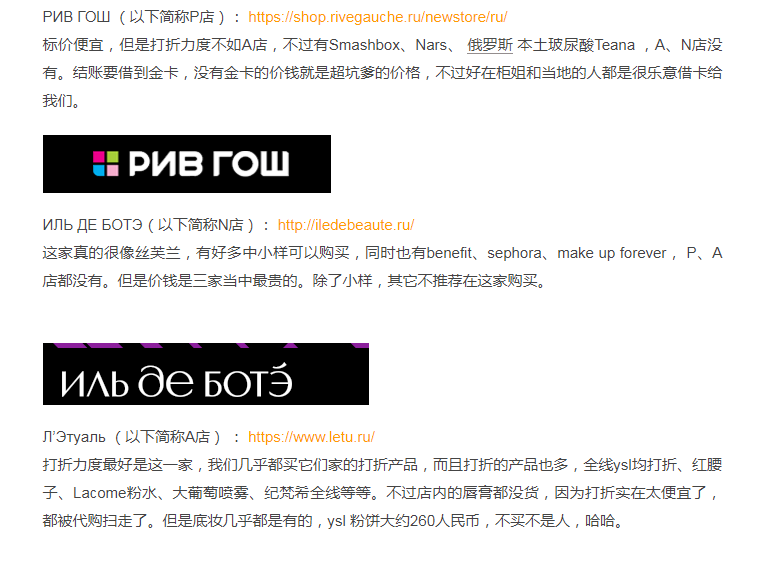 РИВ ГОШ （以下简称P店）： https://shop.rivegauche.ru/newstore/ru/
标价便宜，但是打折力度不如A店，不过有Smashbox、Nars、 俄罗斯 本土玻尿酸Teana ，A、N店没
有。结账要借到金卡，没有金卡的价钱就是超坑爹的价格，不过好在柜姐和当地的人都是很乐意借卡给
我们。
РИВ ГОШ
ИЛЬ ДЕ БОТЭ（以下简称N店）： http://iledebeaute.ru/
这家真的很像丝芙兰，有好多中小样可以购买，同时也有benefit、sephora、make up forever， P、A
店都没有。但是价钱是三家当中最贵的。除了小样，其它不推荐在这家购买。
ИЛЬ ДЕ БОТЭ
Л'Этуаль （以下简称A店） ： https://www.letu.ru/
打折力度最好是这一家，我们几乎都买它们家的打折产品，而且打折的产品也多，全线ysl均打折、红腰
子、Lacome粉水、大葡萄喷雾、纪梵希全线等等。不过店内的唇膏都没货，因为打折实在太便宜了，
都被代购扫走了。但是底妆几乎都是有的，ysl 粉饼大约260人民币，不买不是人，哈哈。